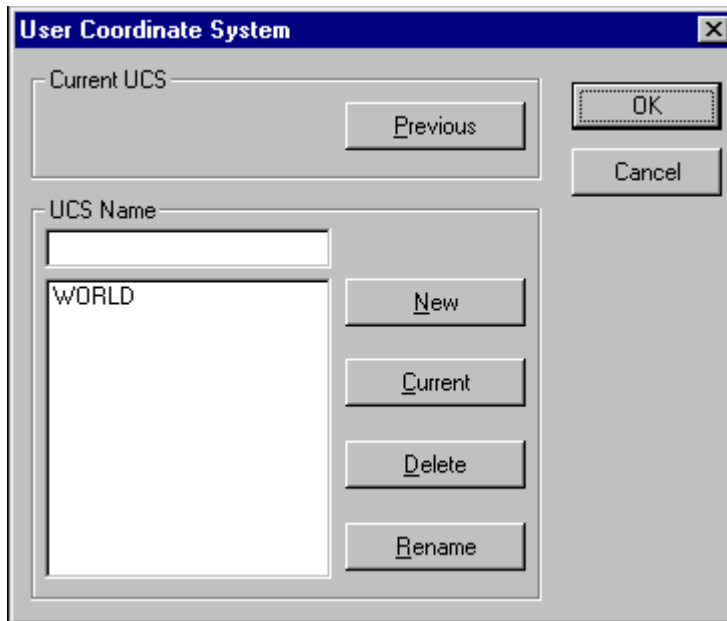 User Coordinate System
Current UCS
Previous
OK
Cancel
UCS Name
WORLD
New
Current
Delete
Rename